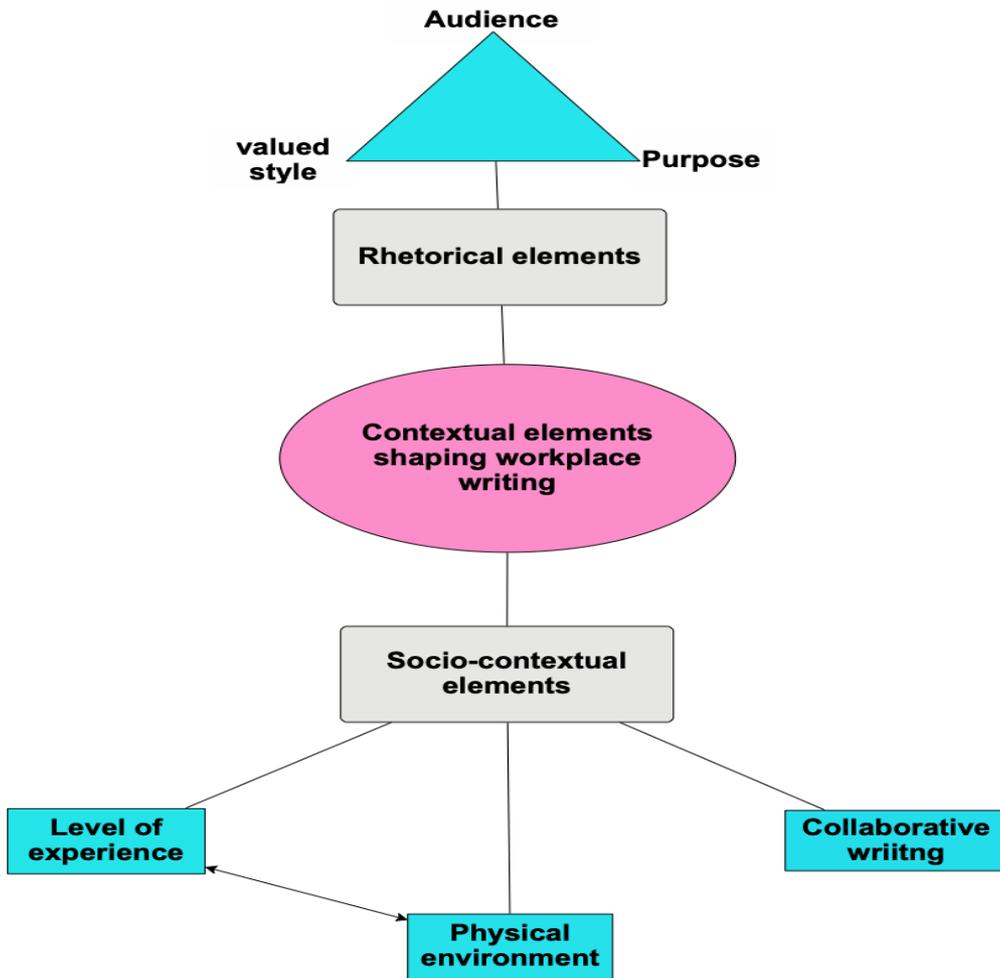 Audience
valued
style
Purpose
Rhetorical elements
Contextual elements
shaping workplace
writing
Socio-contextual
elements
Level of
experience
Collaborative
wriitng
Physical
environment